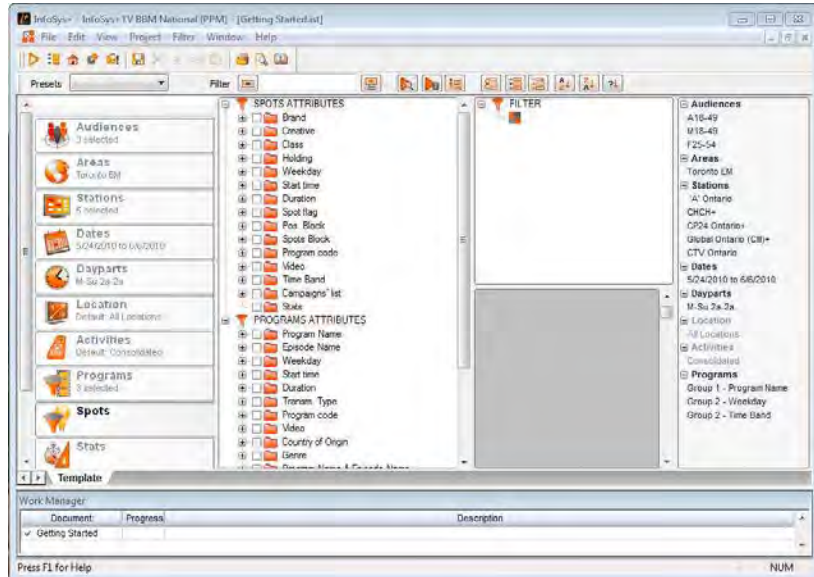 InfoSys+ - InfoSys+ TV BBM National (PPM) - [Getting Started.ist]
File Edit View Project Filter Window Help
Presets Filter
Audiences
3 selected
Areas
Toronto EM
Stations
5 selected
Dates
5/24/2010 to 6/6/2010
Dayparts
M-Su 2a-2a
Location
Default: All Locations
Activities
Default: Consolidated
Programs
3 selected
Spots
Stats
SPOTS ATTRIBUTES
Brand
Creative
Class
Holding
Weekday
Start time
Duration
Spot flag
Pos. Block
Spots Block
Program code
Video
Time Band
Campaigns' list
Stats
PROGRAMS ATTRIBUTES
Program Name
Episode Name
Weekday
Start time
Duration
Transm. Type
Program code
Video
Country of Origin
Genre
Program Name & Episode Name
FILTER
Audiences
A18-49
M18-49
F25-54
Areas
Toronto EM
Stations
'A' Ontario
CHCH+
CP24 Ontario+
Global Ontario (CIII)+
CTV Ontario
Dates
5/24/2010 to 6/6/2010
Dayparts
M-Su 2a-2a
Location
All Locations
Activities
Consolidated
Programs
Group 1 - Program Name
Group 2 - Weekday
Group 2 - Time Band
Template
Work Manager
Document Progress Description
Getting Started
Press F1 for Help NUM